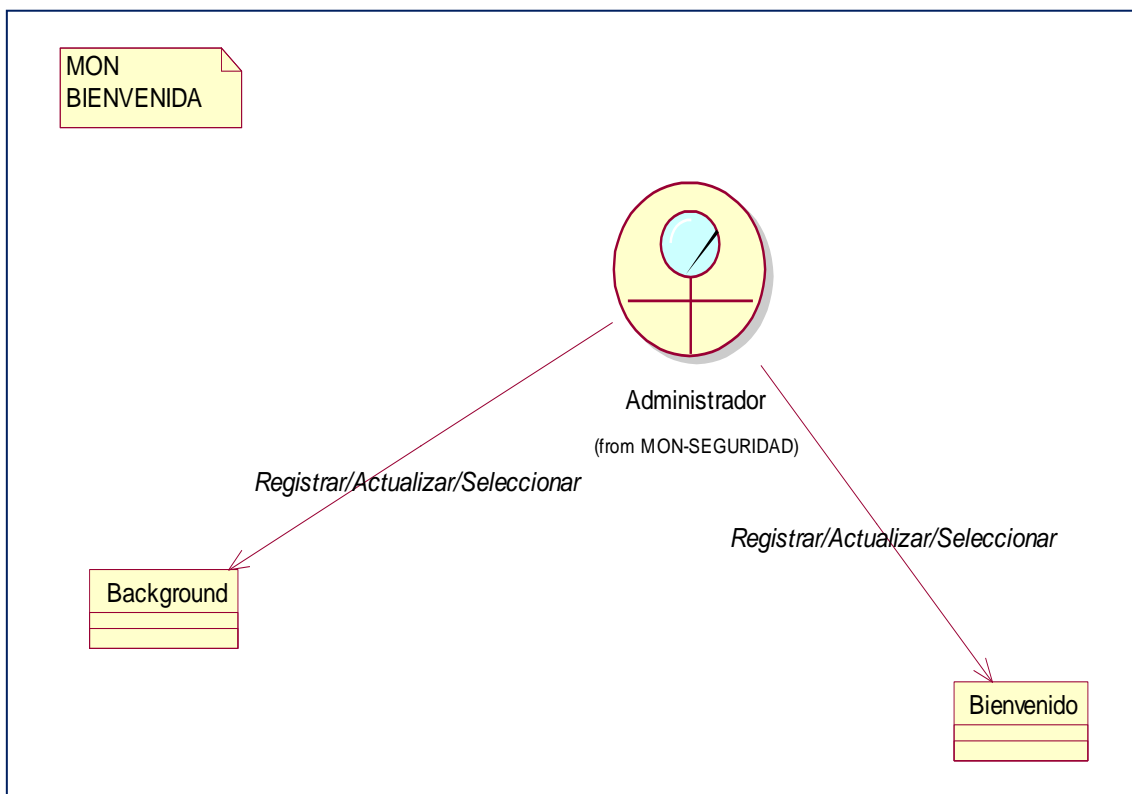 MON
BIENVENIDA
Administrador
(from MON-SEGURIDAD)
Registrar/Actualizar/Seleccionar
Registrar/Actualizar/Seleccionar
Background
Bienvenido